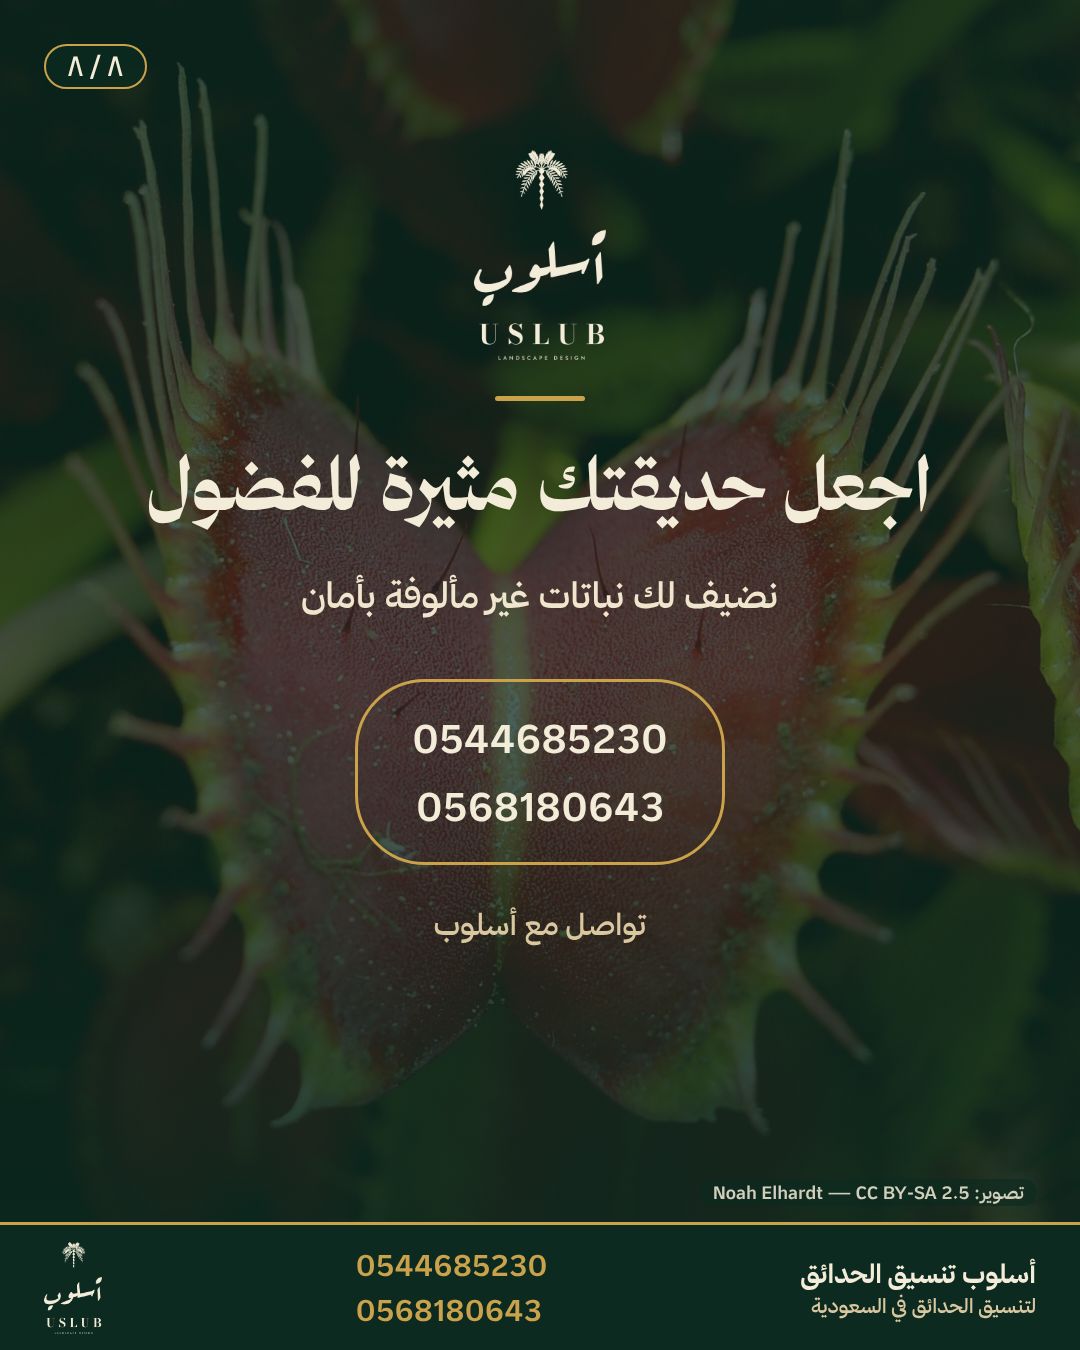 ٨ / ٨
أسلوب
USLUB
LANDSCAPE DESIGN
اجعل حديقتك مثيرة للفضول
نضيف لك نباتات غير مألوفة بأمان
0544685230
0568180643
تواصل مع أسلوب
تصوير: Noah Elhardt — CC BY-SA 2.5
أسلوب تنسيق الحدائق
لتنسيق الحدائق في السعودية
0544685230
0568180643
أسلوب
USLUB